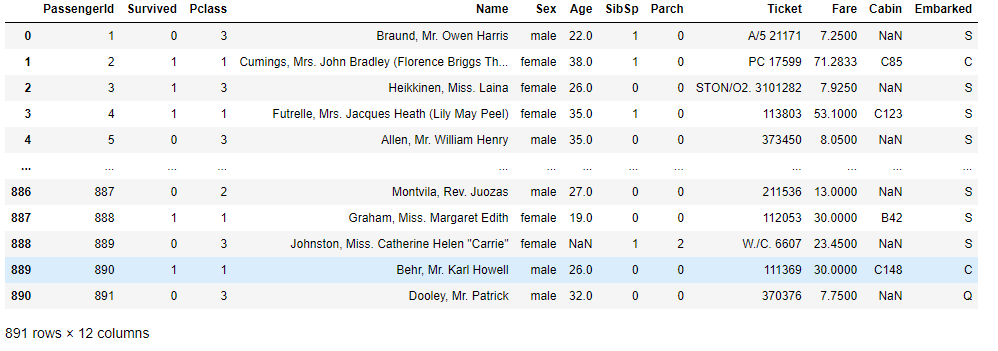 PassengerId Survived Pclass Name Sex Age SibSp Parch Ticket Fare Cabin Embarked
0 1 0 3 Braund, Mr. Owen Harris male 22.0 1 0 A/5 21171 7.2500 NaN S
1 2 1 1 Cumings, Mrs. John Bradley (Florence Briggs Th... female 38.0 1 0 PC 17599 71.2833 C85 C
2 3 1 3 Heikkinen, Miss. Laina female 26.0 0 0 STON/O2. 3101282 7.9250 NaN S
3 4 1 1 Futrelle, Mrs. Jacques Heath (Lily May Peel) female 35.0 1 0 113803 53.1000 C123 S
4 5 0 3 Allen, Mr. William Henry male 35.0 0 0 373450 8.0500 NaN S
... ... ... ... ... ... ... ... ... ... ... ... ...
886 887 0 2 Montvila, Rev. Juozas male 27.0 0 0 211536 13.0000 NaN S
887 888 1 1 Graham, Miss. Margaret Edith female 19.0 0 0 112053 30.0000 B42 S
888 889 0 3 Johnston, Miss. Catherine Helen "Carrie" female NaN 1 2 W./C. 6607 23.4500 NaN S
889 890 1 1 Behr, Mr. Karl Howell male 26.0 0 0 111369 30.0000 C148 C
890 891 0 3 Dooley, Mr. Patrick male 32.0 0 0 370376 7.7500 NaN Q
891 rows × 12 columns